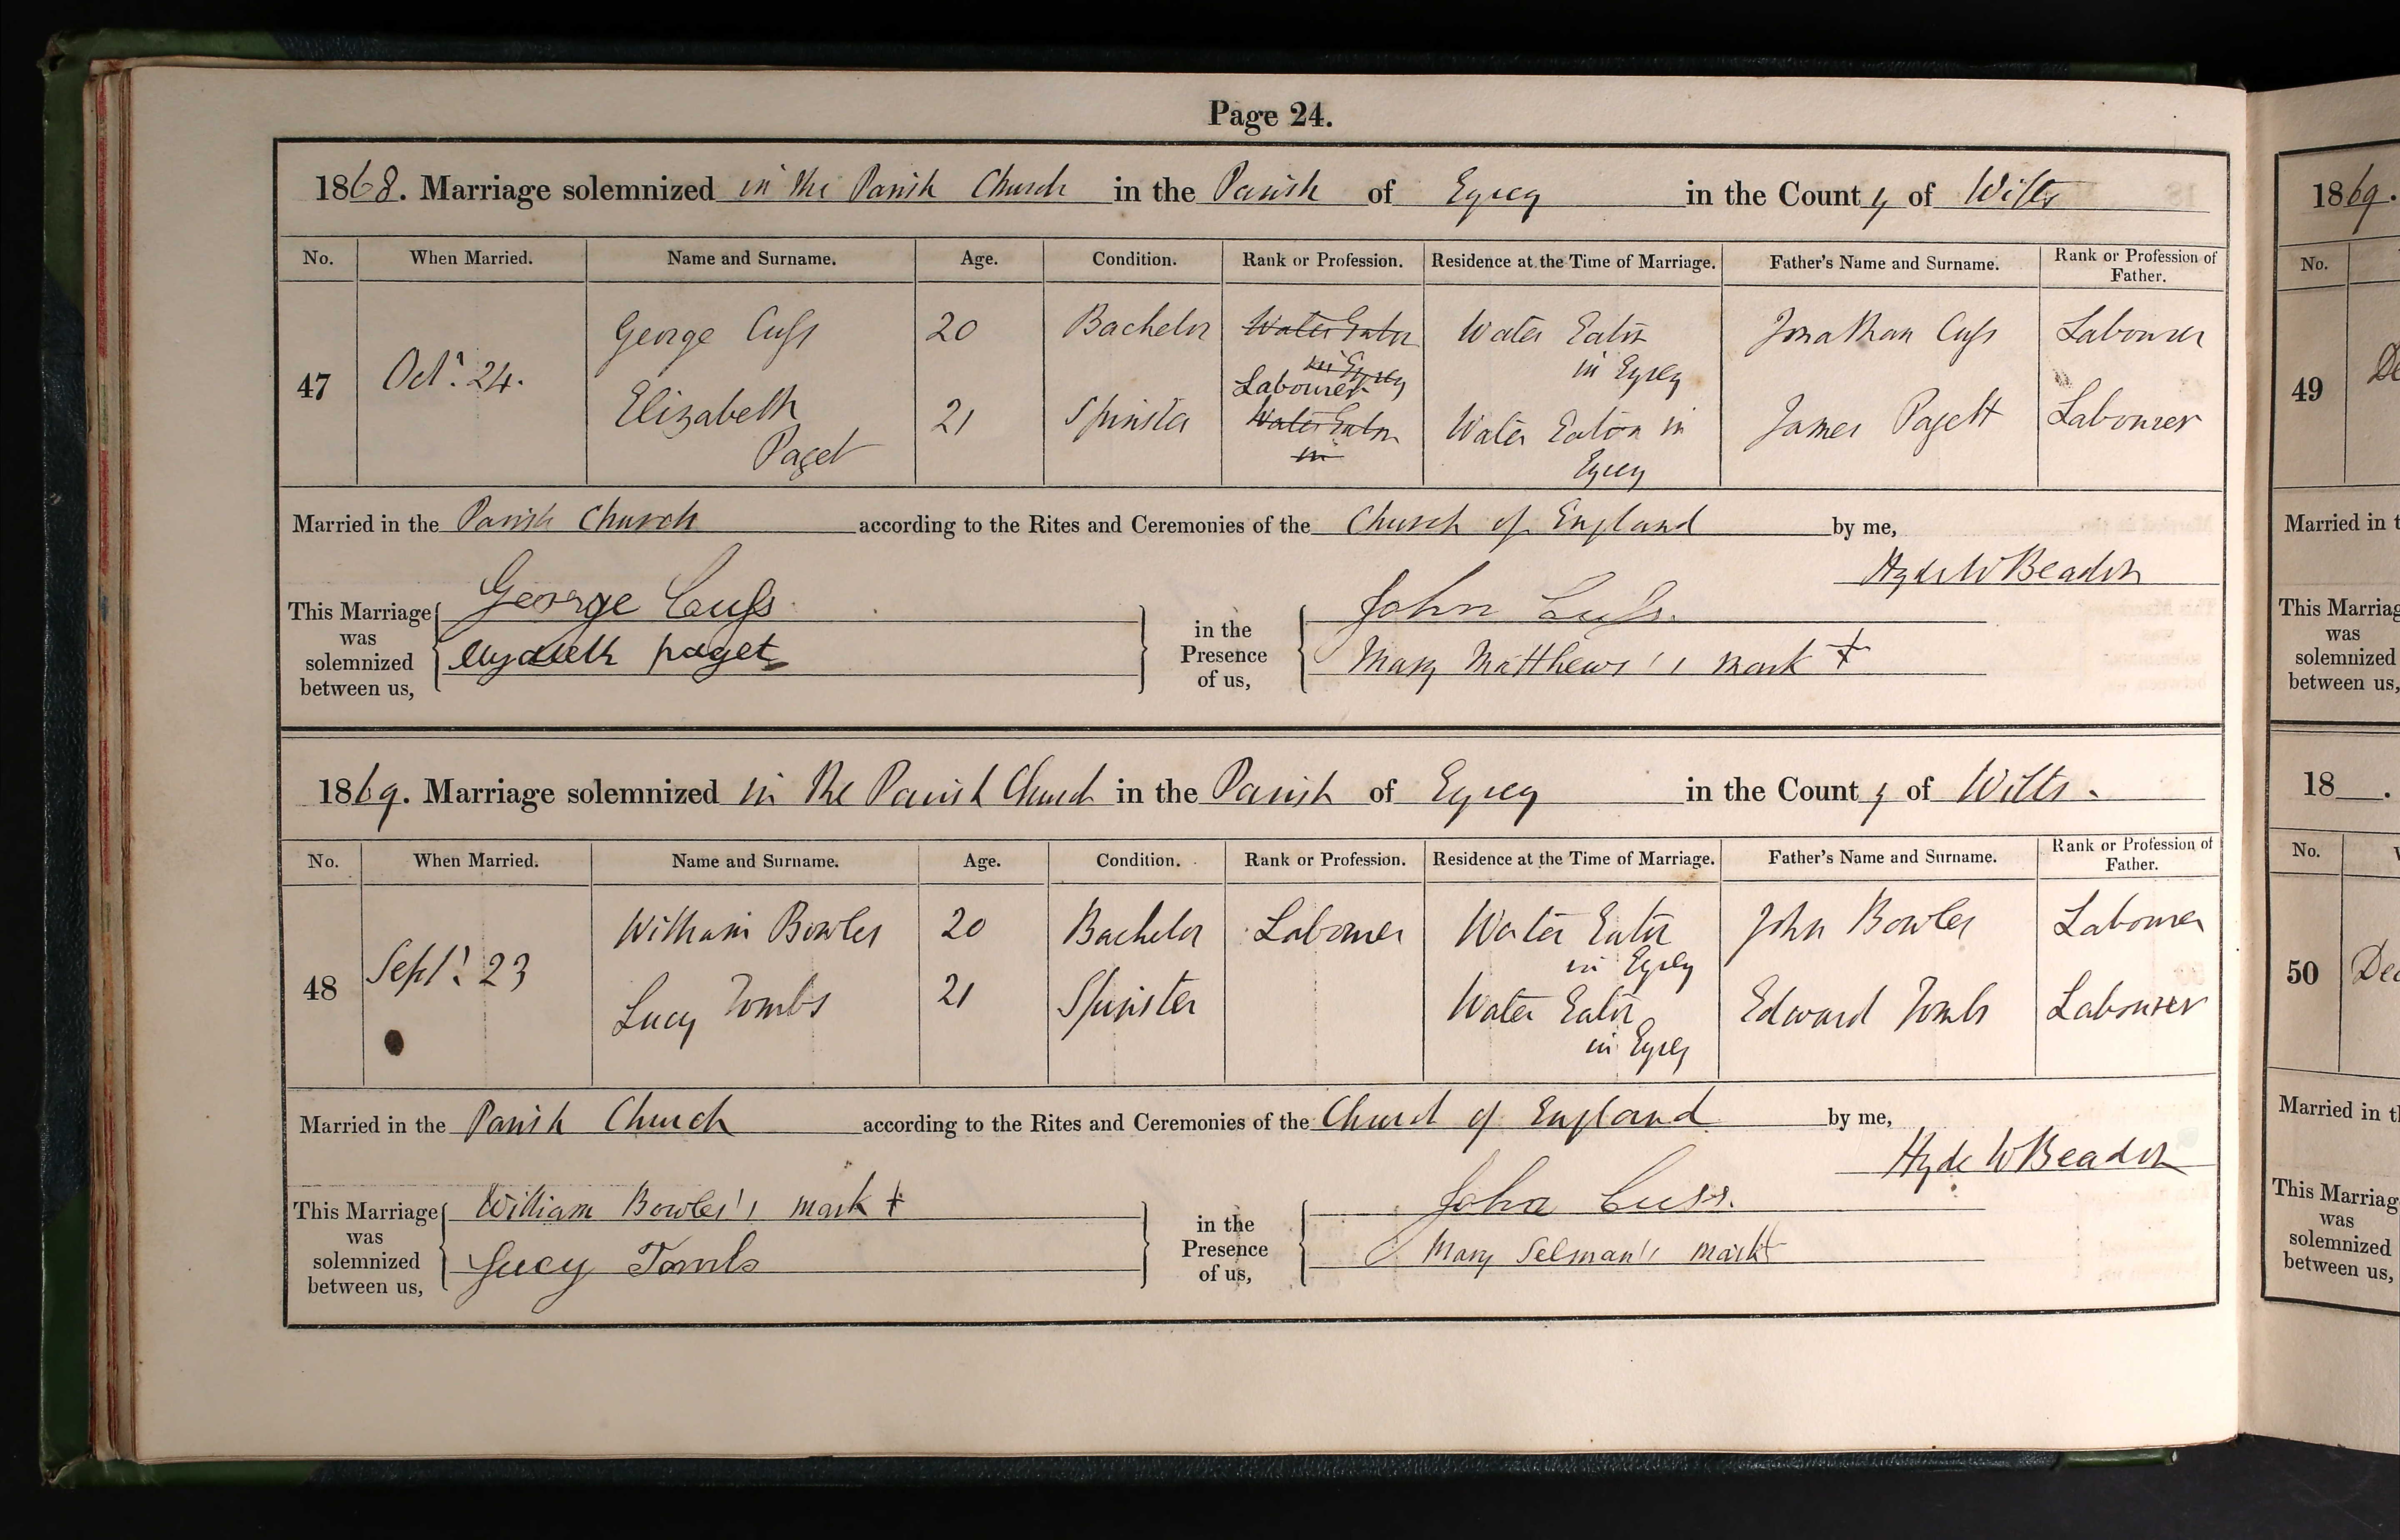 Page 24.
1868. Marriage solemnized in the Parish Church in the Parish of Eysey in the County of Wilts
No. When Married. Name and Surname. Age. Condition. Rank or Profession. Residence at the Time of Marriage. Father's Name and Surname. Rank or Profession of Father.
47 Octr. 24. George Cuss 20 Bachelor Water Eaton in Eysey Labourer Water Eaton in Eysey Jonathan Cuss Labourer
Elizabeth Paget 21 Spinster Water Eaton in Water Eaton in Eysey James Pagett Labourer
Married in the Parish Church according to the Rites and Ceremonies of the Church of England by me,
Hyde W Beadon
This Marriage was solemnized between us, George Cuss in the Presence of us, John Cuss.
Elyzabeth paget Mary Matthews's mark +
1869. Marriage solemnized in the Parish Church in the Parish of Eysey in the County of Wilts.
No. When Married. Name and Surname. Age. Condition. Rank or Profession. Residence at the Time of Marriage. Father's Name and Surname. Rank or Profession of Father.
48 Septr. 23 William Bowles 20 Bachelor Labourer Water Eaton in Eysey John Bowles Labourer
Lucy Tombs 21 Spinster Water Eaton in Eysey Edward Tombs Labourer
Married in the Parish Church according to the Rites and Ceremonies of the Church of England by me,
Hyde W Beadon
This Marriage was solemnized between us, William Bowles's mark + in the Presence of us, John Cuss.
Lucy Tombs Mary Selman's mark +
1869.
No.
49
Married in
This Marriag
was
solemnized
between us,
18 .
No.
50 Dec
Married in
This Marriag
was
solemnized
between us,